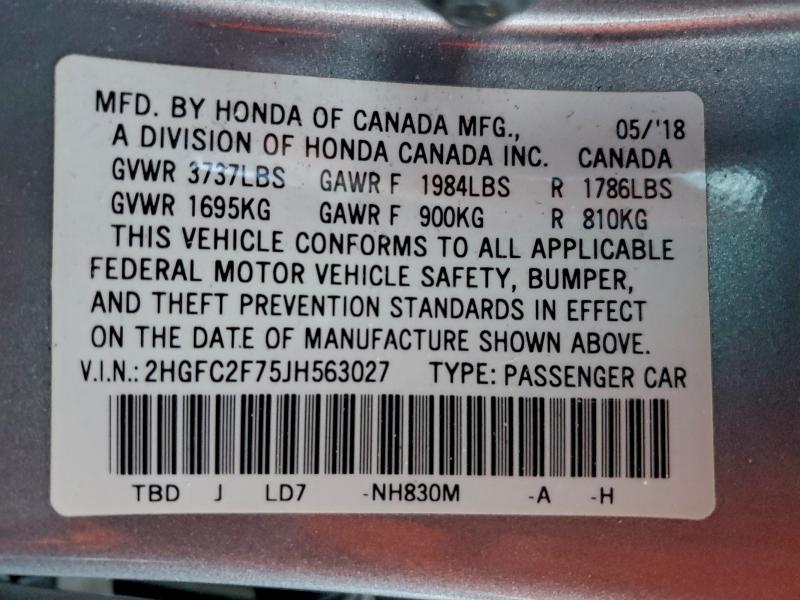 MFD. BY HONDA OF CANADA MFG., 05/'18
A DIVISION OF HONDA CANADA INC. CANADA
GVWR 3737LBS GAWR F 1984LBS R 1786LBS
GVWR 1695KG GAWR F 900KG R 810KG
THIS VEHICLE CONFORMS TO ALL APPLICABLE
FEDERAL MOTOR VEHICLE SAFETY, BUMPER,
AND THEFT PREVENTION STANDARDS IN EFFECT
ON THE DATE OF MANUFACTURE SHOWN ABOVE.
V.I.N.: 2HGFC2F75JH563027 TYPE: PASSENGER CAR
TBD J LD7 -NH830M -A -H